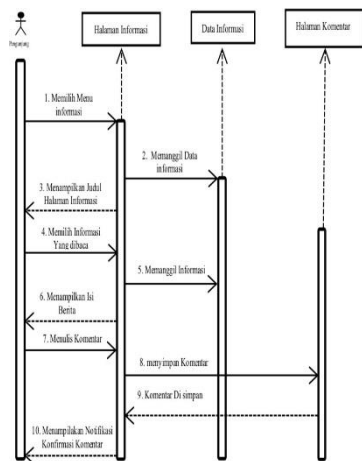 Halaman Informasi
Data Informasi
Halaman Komentar
Pengunjung
1. Memilih Menu
informasi
2. Memanggil Data
informasi
3. Menampilkan Judul
Halaman Informasi
4. Memilih Informasi
Yang dibaca
5. Memanggil Informasi
6. Menampilkan Isi
Berita
7. Menulis Komentar
8. menyimpan Komentar
9. Komentar Di simpan
10. Menampilakan Notifikasi
Konfirmasi Komentar